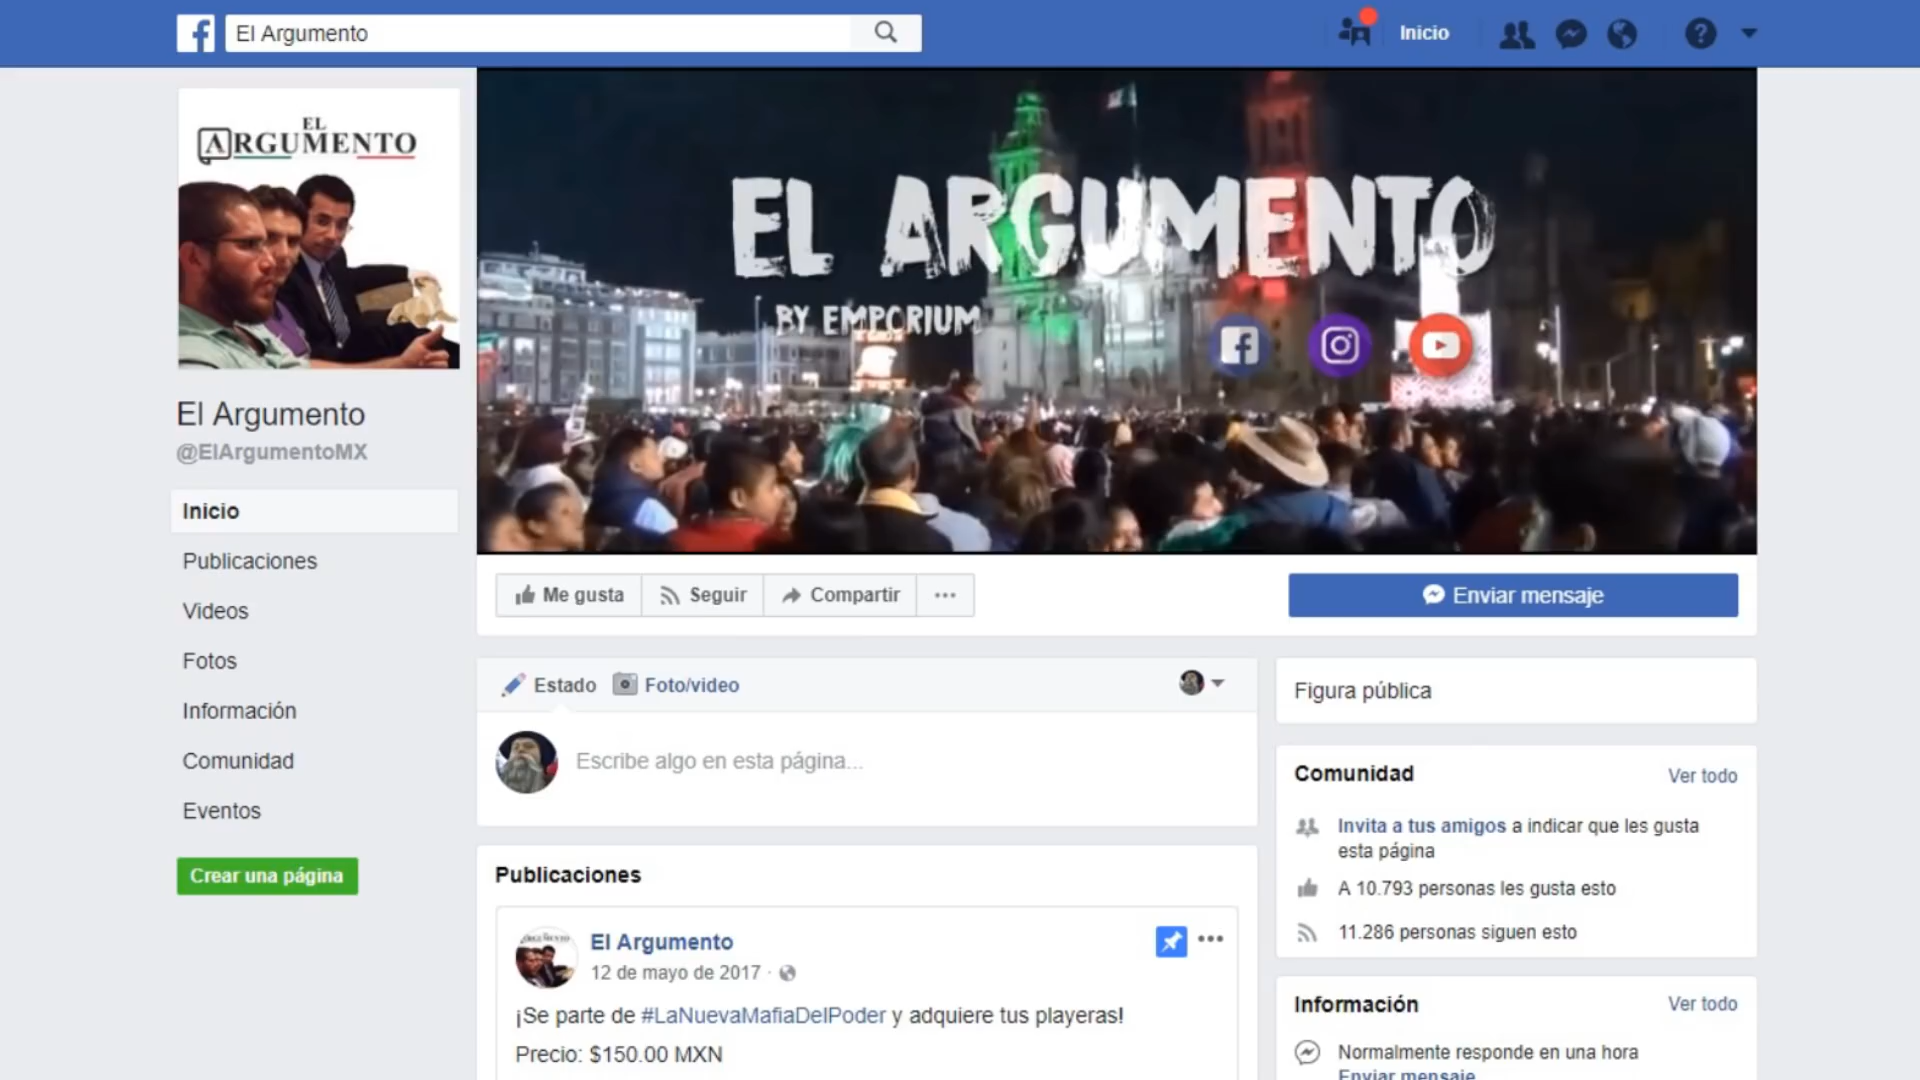 El Argumento
Inicio
EL
ARGUMENTO
EL ARGUMENTO
BY EMPORIUM
El Argumento
@ElArgumentoMX
Inicio
Publicaciones
Videos
Fotos
Información
Comunidad
Eventos
Crear una página
Me gusta
Seguir
Compartir
Enviar mensaje
Estado
Foto/video
Escribe algo en esta página...
Publicaciones
El Argumento
12 de mayo de 2017 ·
¡Se parte de #LaNuevaMafiaDelPoder y adquiere tus playeras!
Precio: $150.00 MXN
Figura pública
Comunidad
Ver todo
Invita a tus amigos a indicar que les gusta
esta página
A 10.793 personas les gusta esto
11.286 personas siguen esto
Información
Ver todo
Normalmente responde en una hora
Enviar mensaje